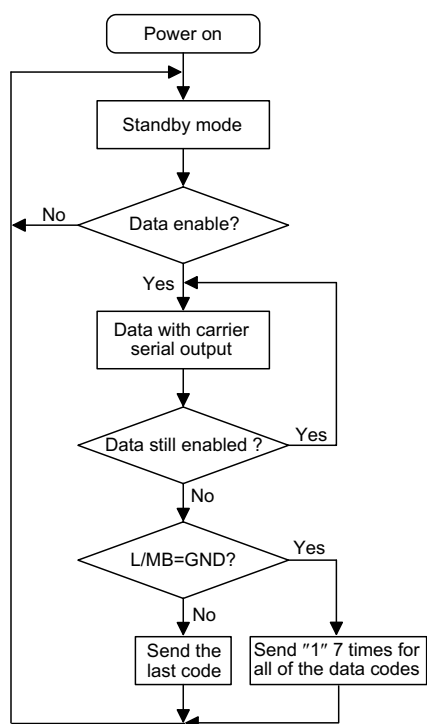 Power on
Standby mode
No
Data enable?
Yes
Data with carrier
serial output
Data still enabled ?
Yes
No
L/MB=GND?
Yes
No
Send the
last code
Send ″1″ 7 times for
all of the data codes